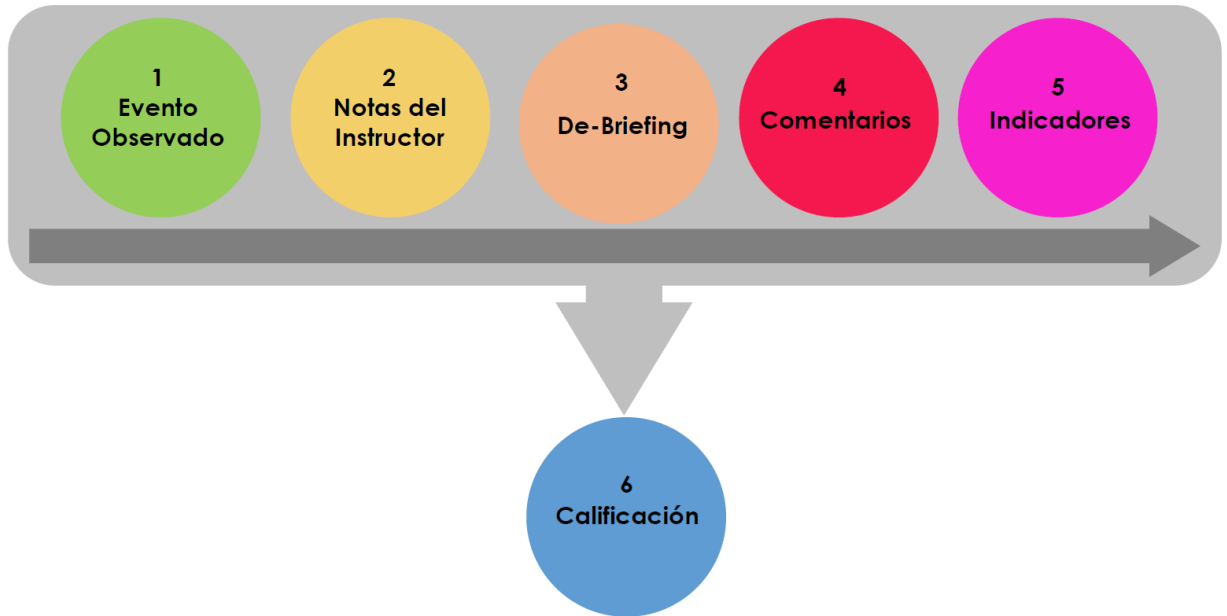 1
Evento
Observado
2
Notas del
Instructor
3
De-Briefing
4
Comentarios
5
Indicadores
6
Calificación